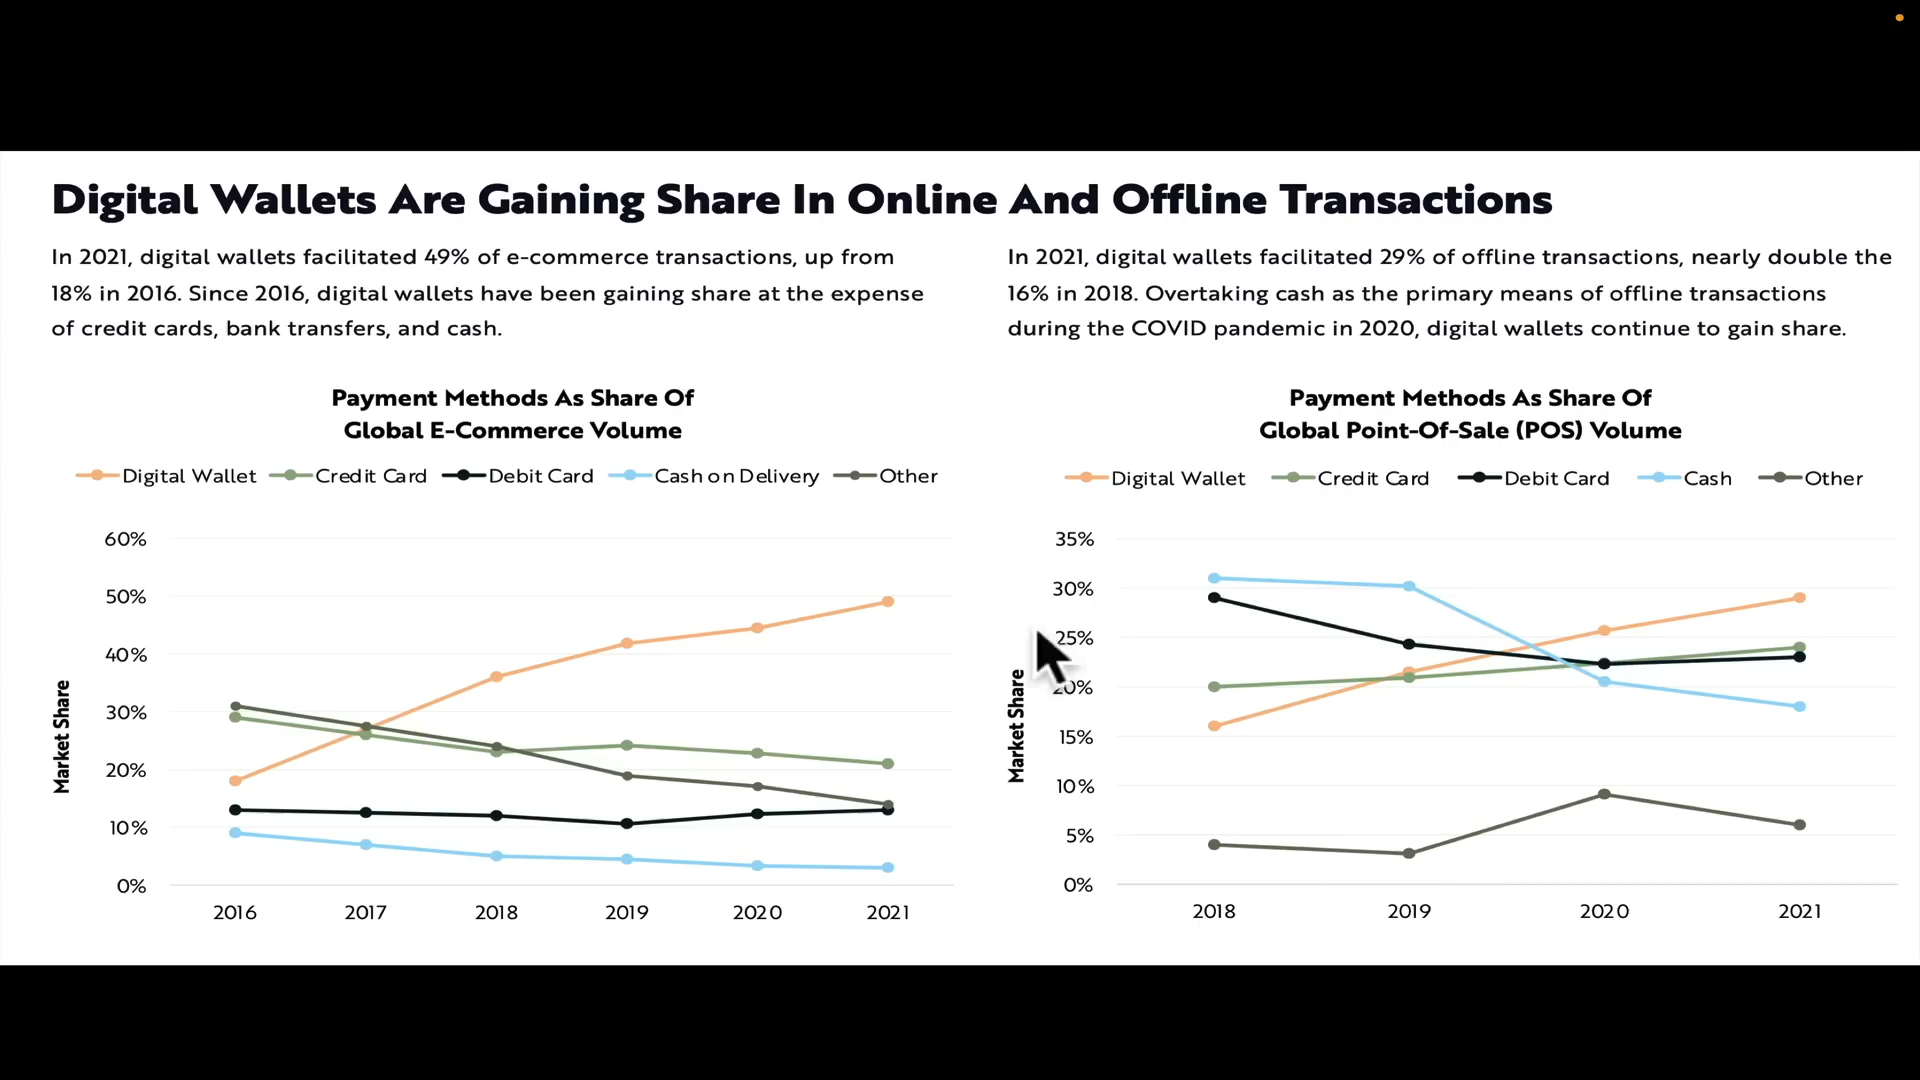 Digital Wallets Are Gaining Share In Online And Offline Transactions
In 2021, digital wallets facilitated 49% of e-commerce transactions, up from
18% in 2016. Since 2016, digital wallets have been gaining share at the expense
of credit cards, bank transfers, and cash.
In 2021, digital wallets facilitated 29% of offline transactions, nearly double the
16% in 2018. Overtaking cash as the primary means of offline transactions
during the COVID pandemic in 2020, digital wallets continue to gain share.
Payment Methods As Share Of
Global E-Commerce Volume
Digital Wallet Credit Card Debit Card Cash on Delivery Other
60%
50%
40%
30%
20%
10%
0%
Market Share
2016 2017 2018 2019 2020 2021
Payment Methods As Share Of
Global Point-Of-Sale (POS) Volume
Digital Wallet Credit Card Debit Card Cash Other
35%
30%
25%
20%
15%
10%
5%
0%
Market Share
2018 2019 2020 2021